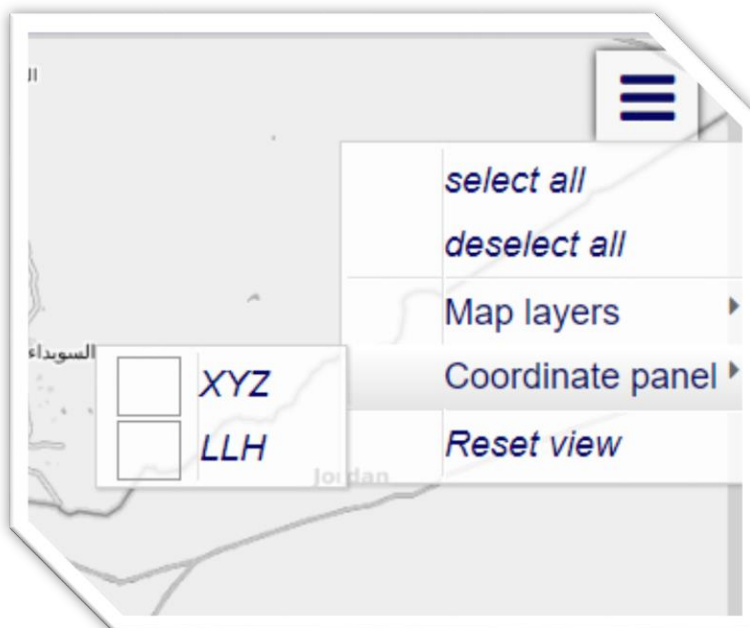 select all
deselect all
Map layers
Coordinate panel
السويداء
XYZ
LLH
Reset view
Jordan